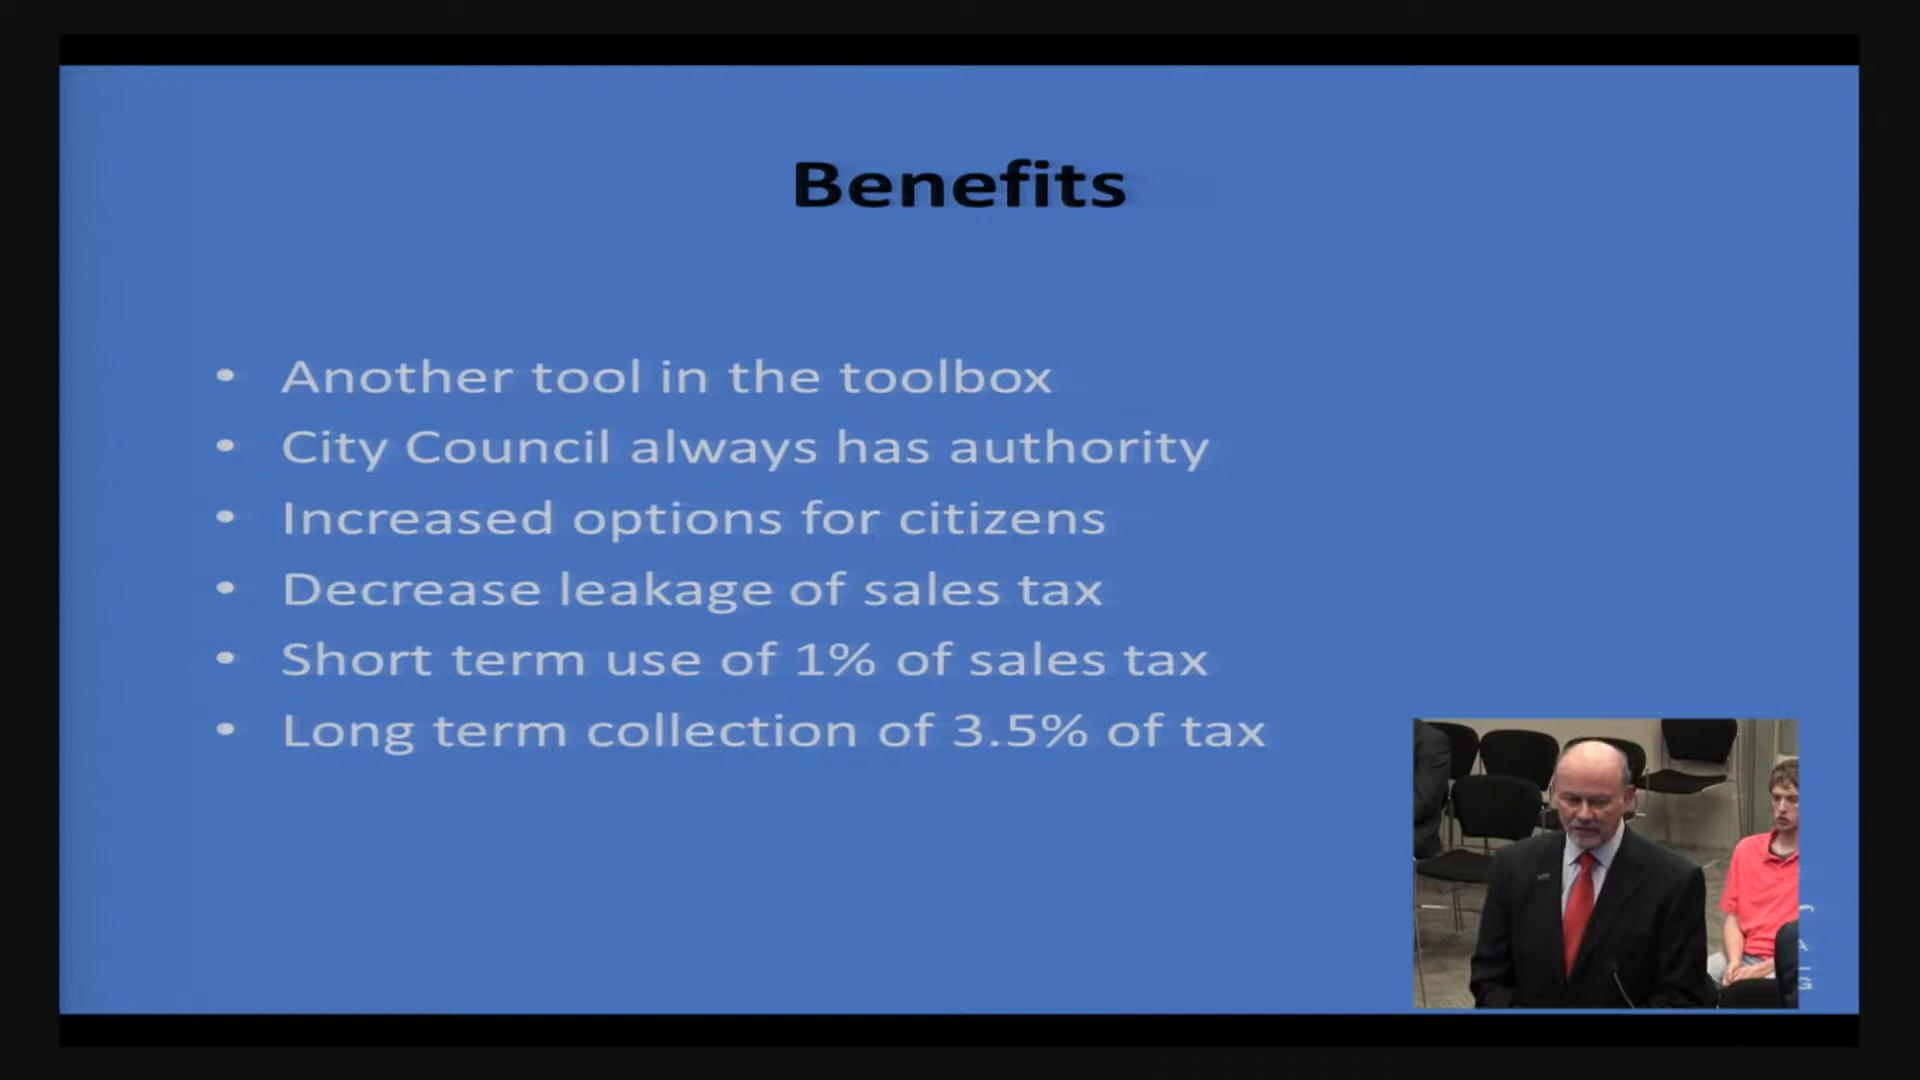 Benefits
• Another tool in the toolbox
• City Council always has authority
• Increased options for citizens
• Decrease leakage of sales tax
• Short term use of 1% of sales tax
• Long term collection of 3.5% of tax